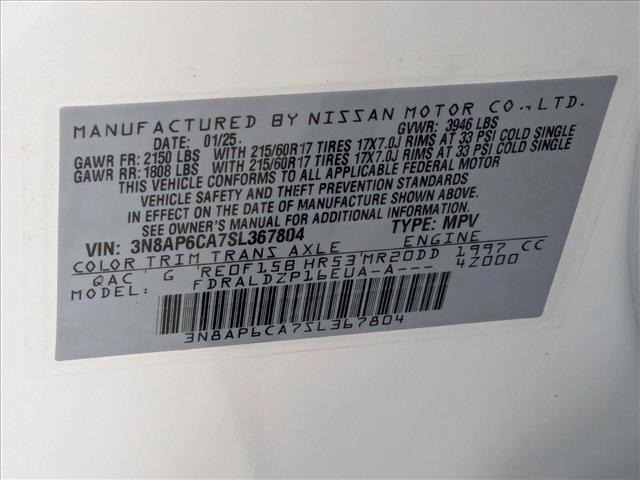 MANUFACTURED BY NISSAN MOTOR CO., LTD.
DATE: 01/25. GVWR: 3946 LBS
GAWR FR: 2150 LBS WITH 215/60R17 TIRES 17X7.0J RIMS AT 33 PSI COLD SINGLE
GAWR RR: 1808 LBS WITH 215/60R17 TIRES 17X7.0J RIMS AT 33 PSI COLD SINGLE
THIS VEHICLE CONFORMS TO ALL APPLICABLE FEDERAL MOTOR
VEHICLE SAFETY AND THEFT PREVENTION STANDARDS
IN EFFECT ON THE DATE OF MANUFACTURE SHOWN ABOVE.
SEE OWNER'S MANUAL FOR ADDITIONAL INFORMATION.
VIN: 3N8AP6CA7SL367804 TYPE: MPV
COLOR TRIM TRANS AXLE ENGINE 1997 CC
QAC G RE0F15B HR53 MR20DD 42000
MODEL: FDRALDZP16EUA-A---
3N8AP6CA7SL367804